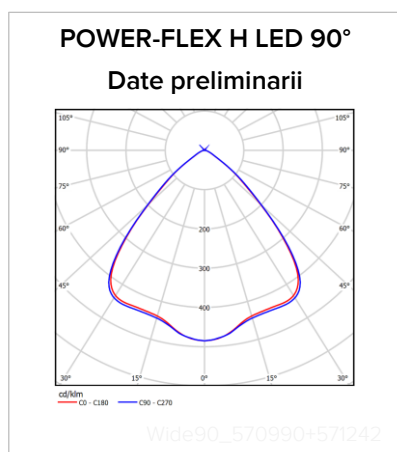 POWER-FLEX H LED 90°
Date preliminarii
105° 105°
90° 90°
75° 75°
60° 60°
200
300
45° 45°
400
30° 15° 0° 15° 30°
cd/klm
C0 - C180 C90 - C270
Wide90_570990+571242